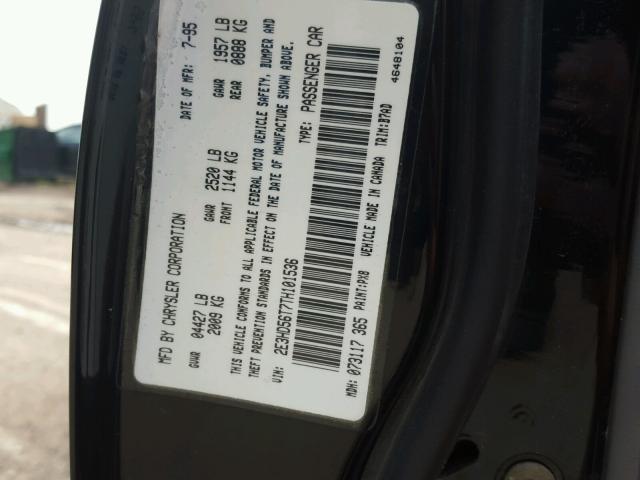 MFD BY CHRYSLER CORPORATION DATE OF MFR: 7-95
GVWR 04427 LB GAWR 2520 LB GAWR 1957 LB
2009 KG FRONT 1144 KG REAR 0888 KG
THIS VEHICLE CONFORMS TO ALL APPLICABLE FEDERAL MOTOR VEHICLE SAFETY, BUMPER AND
THEFT PREVENTION STANDARDS IN EFFECT ON THE DATE OF MANUFACTURE SHOWN ABOVE.
VIN: 2E3HD56T7TH101536 TYPE: PASSENGER CAR
MDH: 073117 365 PAINT:PX8 VEHICLE MADE IN CANADA TRIM:B7AD
4648104